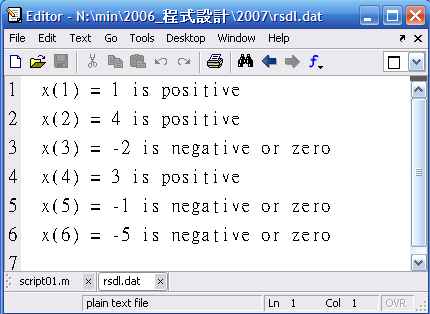 Editor - N:\min\2006_程式設計\2007\rsdl.dat
File Edit Text Go Tools Desktop Window Help
1 x(1) = 1 is positive
2 x(2) = 4 is positive
3 x(3) = -2 is negative or zero
4 x(4) = 3 is positive
5 x(5) = -1 is negative or zero
6 x(6) = -5 is negative or zero
7
script01.m rsdl.dat
plain text file Ln 1 Col 1 OVR